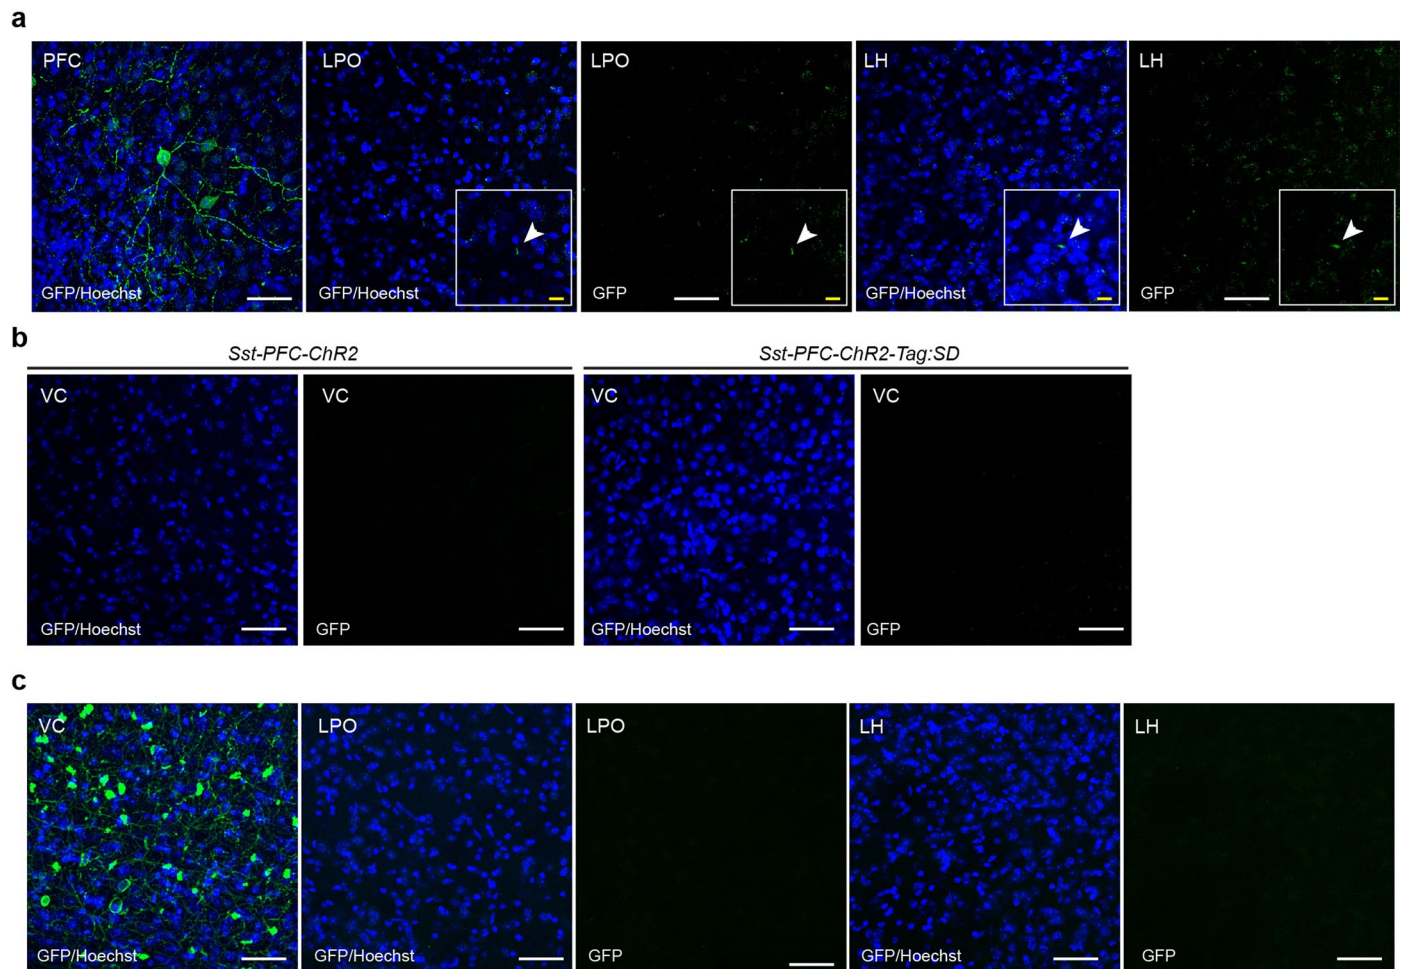 a
PFC LPO LPO LH LH
GFP/Hoechst GFP/Hoechst GFP GFP/Hoechst GFP
b
Sst-PFC-ChR2 Sst-PFC-ChR2-Tag:SD
VC VC VC VC
GFP/Hoechst GFP GFP/Hoechst GFP
c
VC LPO LPO LH LH
GFP/Hoechst GFP/Hoechst GFP GFP/Hoechst GFP